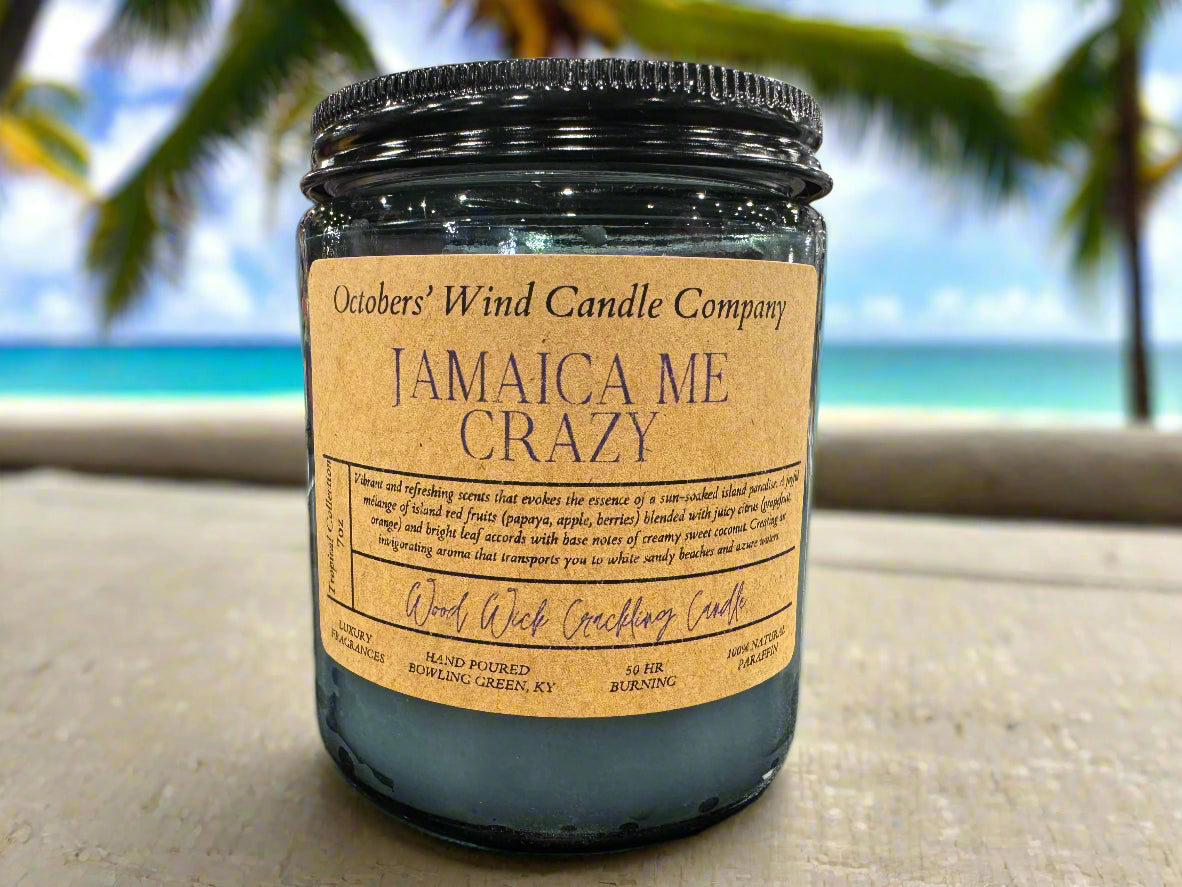 Octobers' Wind Candle Company
JAMAICA ME
CRAZY
Tropical Collection
7oz
Vibrant and refreshing scents that evokes the essence of a sun-soaked island paradise. A joyful
mélange of island red fruits (papaya, apple, berries) blended with juicy citrus (grapefruit,
orange) and bright leaf accords with base notes of creamy sweet coconut. Creating an
invigorating aroma that transports you to white sandy beaches and azure waters.
Wood Wick Crackling Candle
LUXURY
FRAGRANCES
HAND POURED
BOWLING GREEN, KY
50 HR
BURNING
100% NATURAL
PARAFFIN